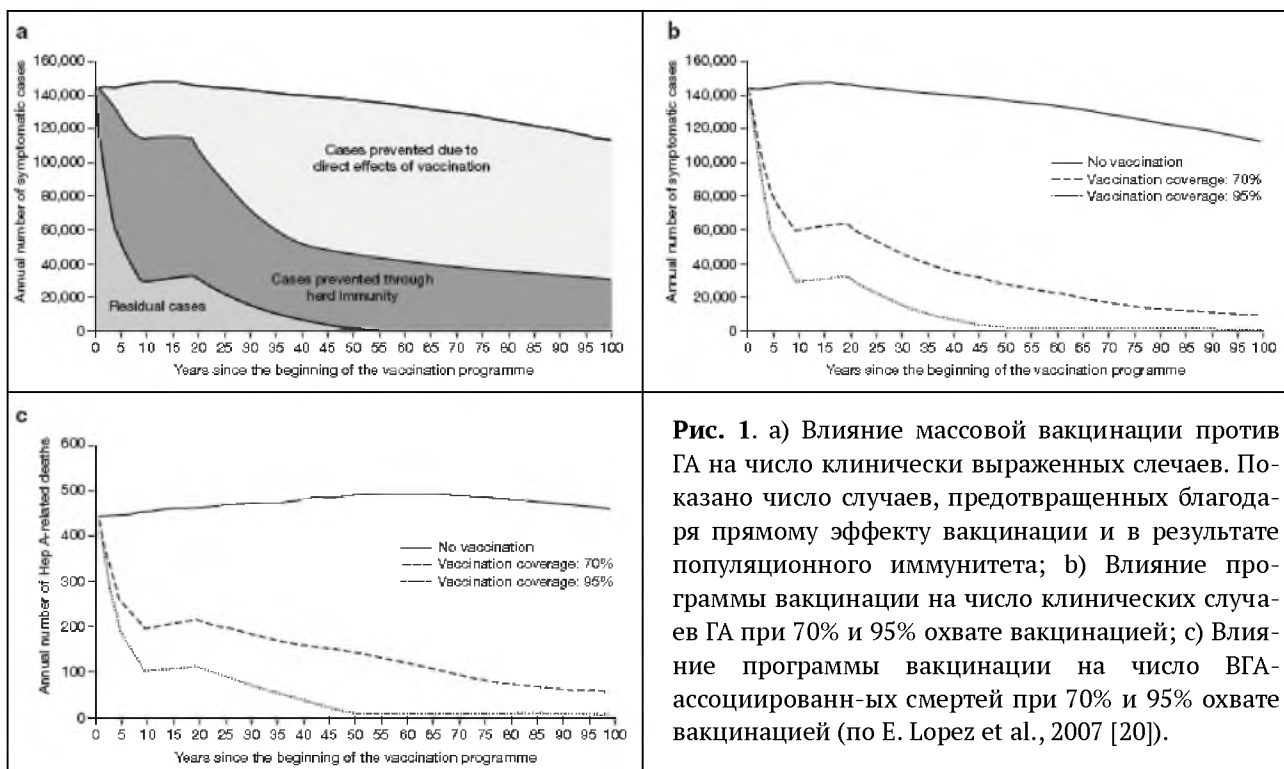 a
Annual number of symptomatic cases
160,000
140,000
120,000
100,000
80,000
60,000
40,000
20,000
0
Cases prevented due to
direct effects of vaccination
Cases prevented through
herd immunity
Residual cases
0 5 10 15 20 25 30 35 40 45 50 55 60 65 70 75 80 85 90 95 100
Years since the beginning of the vaccination programme
b
Annual number of symptomatic cases
160,000
140,000
120,000
100,000
80,000
60,000
40,000
20,000
0
No vaccination
Vaccination coverage: 70%
Vaccination coverage: 95%
0 5 10 15 20 25 30 35 40 45 50 55 60 65 70 75 80 85 90 95 100
Years since the beginning of the vaccination programme
c
Annual number of Hep A-related deaths
600
500
400
300
200
100
0
No vaccination
Vaccination coverage: 70%
Vaccination coverage: 95%
0 5 10 15 20 25 30 35 40 45 50 55 60 65 70 75 80 85 90 95 100
Years since the beginning of the vaccination programme
Рис. 1. а) Влияние массовой вакцинации против
ГА на число клинически выраженных слечаев. По-
казано число случаев, предотвращенных благода-
ря прямому эффекту вакцинации и в результате
популяционного иммунитета; b) Влияние про-
граммы вакцинации на число клинических случа-
ев ГА при 70% и 95% охвате вакцинацией; с) Влия-
ние программы вакцинации на число ВГА-
ассоциированн-ых смертей при 70% и 95% охвате
вакцинацией (по E. Lopez et al., 2007 [20]).